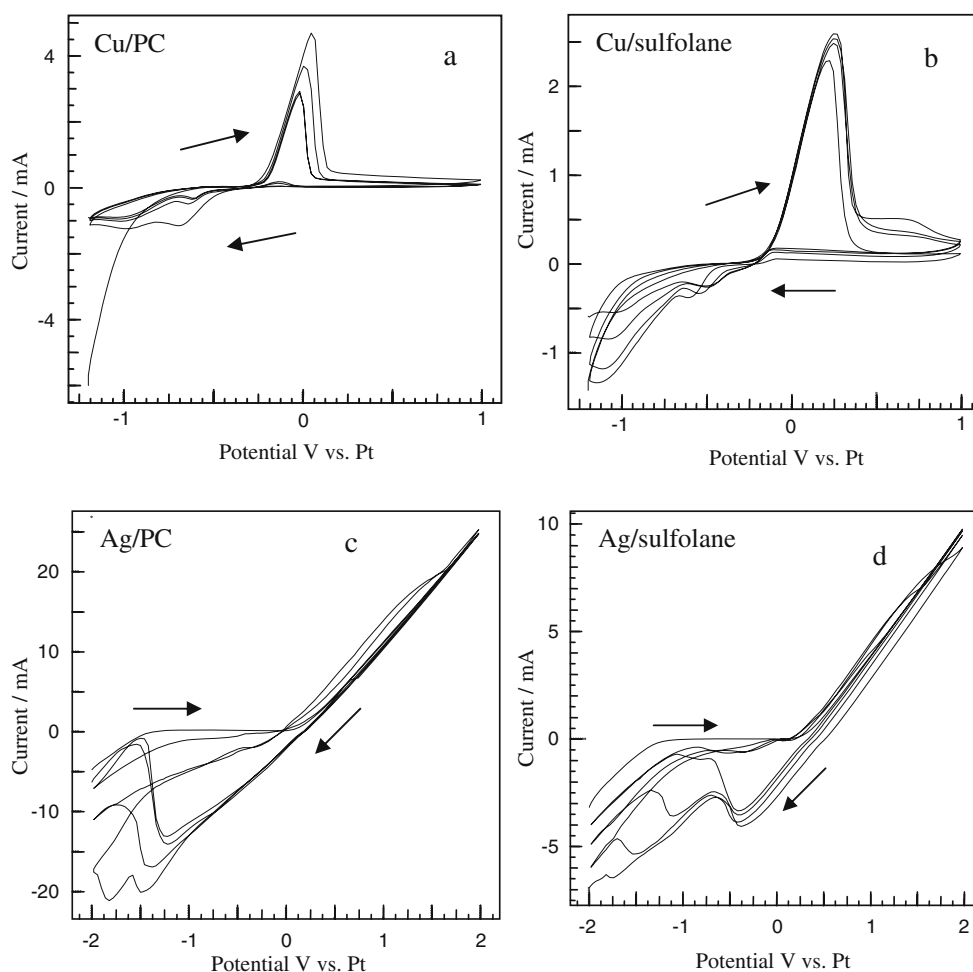 Cu/PC
a
4
0
-4
Current / mA
-1
0
1
Potential V vs. Pt
Cu/sulfolane
b
2
1
0
-1
Current / mA
-1
0
1
Potential V vs. Pt
Ag/PC
c
20
10
0
-10
-20
Current / mA
-2
-1
0
1
2
Potential V vs. Pt
Ag/sulfolane
d
10
5
0
-5
Current / mA
-2
-1
0
1
2
Potential V vs. Pt